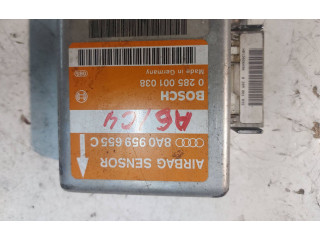 AIRBAG SENSOR
8A0 959 655 C
A6/C4
BOSCH
0 285 001 038
Made in Germany